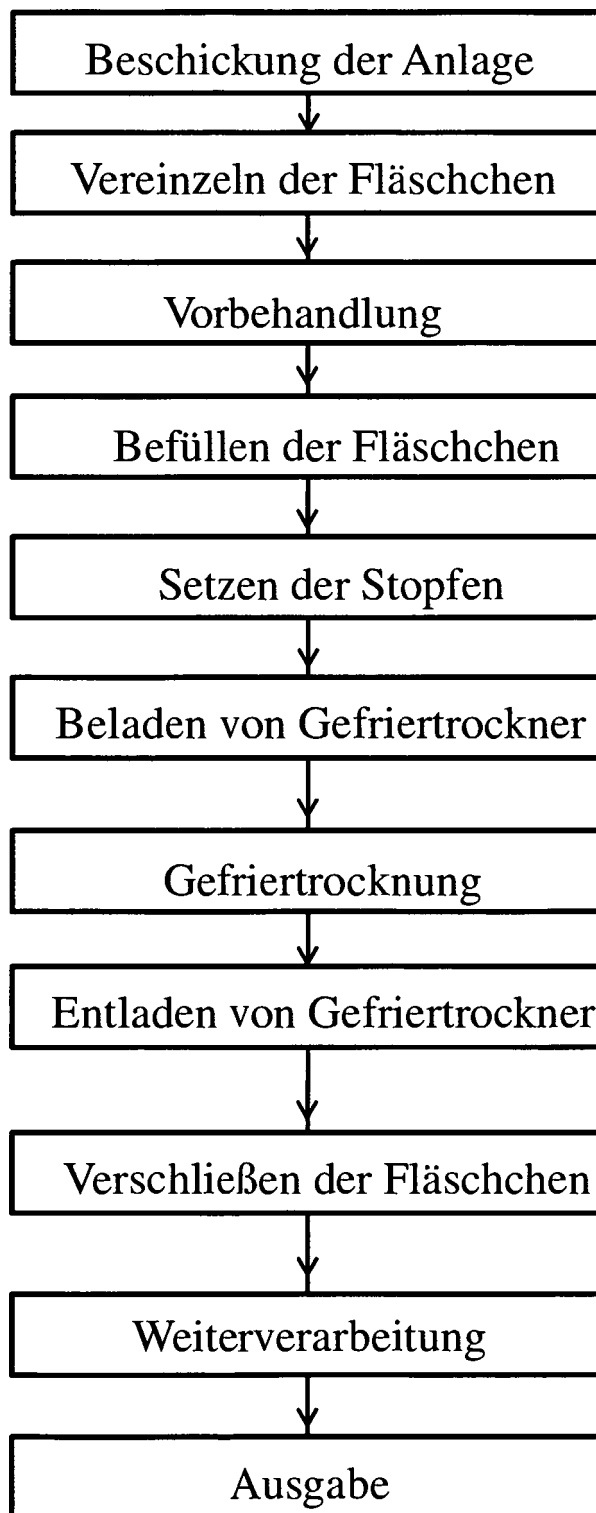 Beschickung der Anlage
Vereinzeln der Fläschchen
Vorbehandlung
Befüllen der Fläschchen
Setzen der Stopfen
Beladen von Gefriertrockner
Gefriertrocknung
Entladen von Gefriertrockner
Verschließen der Fläschchen
Weiterverarbeitung
Ausgabe